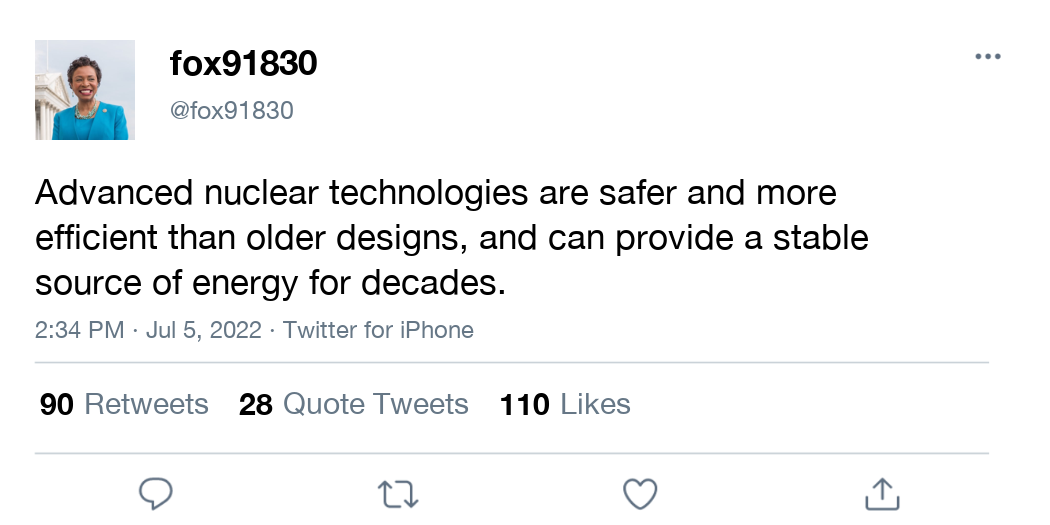 fox91830
@fox91830
Advanced nuclear technologies are safer and more
efficient than older designs, and can provide a stable
source of energy for decades.
2:34 PM · Jul 5, 2022 · Twitter for iPhone
90 Retweets 28 Quote Tweets 110 Likes